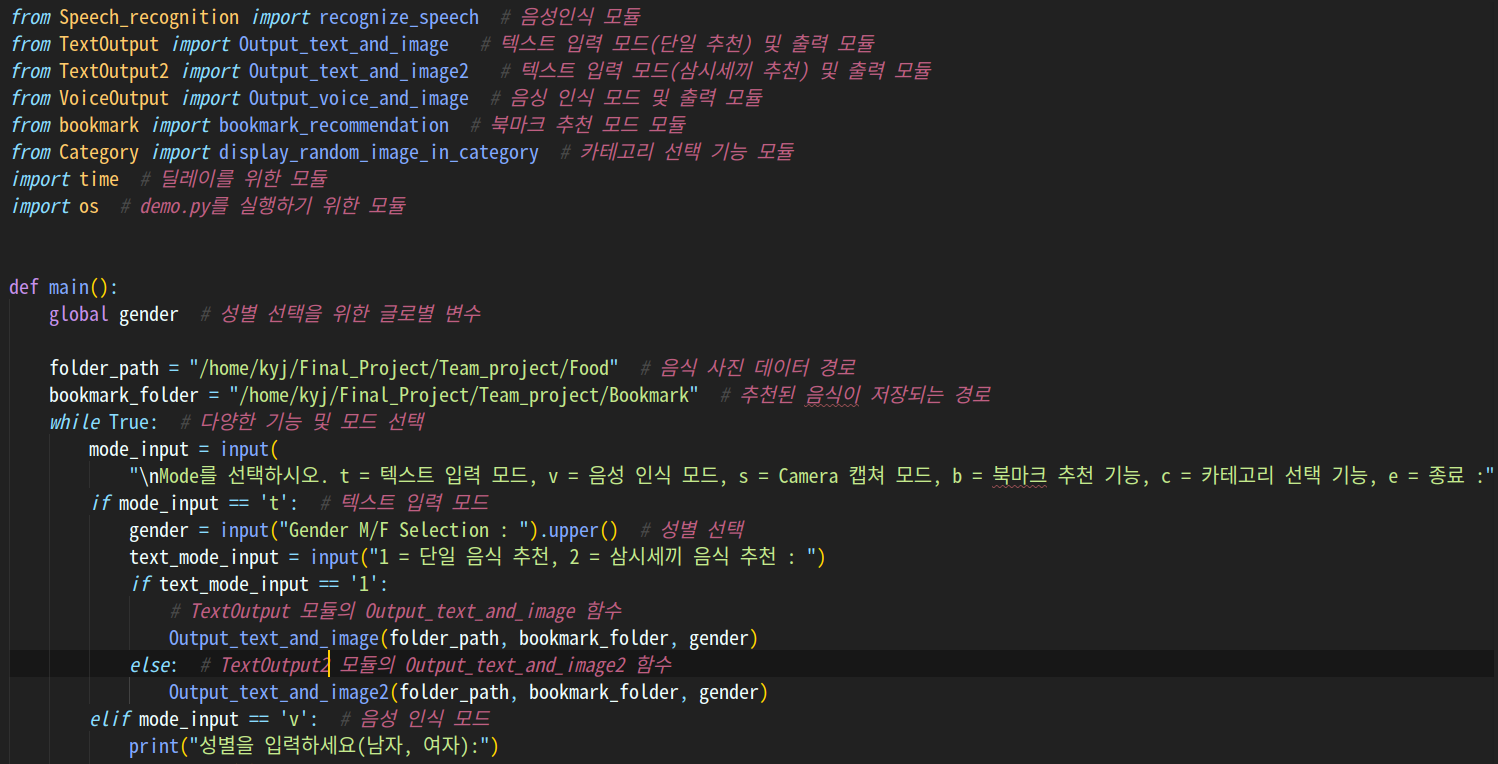 from Speech_recognition import recognize_speech  # 음성인식 모듈
from TextOutput import Output_text_and_image   # 텍스트 입력 모드(단일 추천) 및 출력 모듈
from TextOutput2 import Output_text_and_image2   # 텍스트 입력 모드(삼시세끼 추천) 및 출력 모듈
from VoiceOutput import Output_voice_and_image  # 음싱 인식 모드 및 출력 모듈
from bookmark import bookmark_recommendation  # 북마크 추천 모드 모듈
from Category import display_random_image_in_category  # 카테고리 선택 기능 모듈
import time  # 딜레이를 위한 모듈
import os  # demo.py를 실행하기 위한 모듈
def main():
    global gender  # 성별 선택을 위한 글로별 변수
    folder_path = "/home/kyj/Final_Project/Team_project/Food"  # 음식 사진 데이터 경로
    bookmark_folder = "/home/kyj/Final_Project/Team_project/Bookmark"  # 추천된 음식이 저장되는 경로
    while True:  # 다양한 기능 및 모드 선택
        mode_input = input(
            "\nMode를 선택하시오. t = 텍스트 입력 모드, v = 음성 인식 모드, s = Camera 캡쳐 모드, b = 북마크 추천 기능, c = 카테고리 선택 기능, e = 종료 :"
        if mode_input == 't':  # 텍스트 입력 모드
            gender = input("Gender M/F Selection : ").upper()  # 성별 선택
            text_mode_input = input("1 = 단일 음식 추천, 2 = 삼시세끼 음식 추천 : ")
            if text_mode_input == '1':
                # TextOutput 모듈의 Output_text_and_image 함수
                Output_text_and_image(folder_path, bookmark_folder, gender)
            else:  # TextOutput2 모듈의 Output_text_and_image2 함수
                Output_text_and_image2(folder_path, bookmark_folder, gender)
        elif mode_input == 'v':  # 음성 인식 모드
            print("성별을 입력하세요(남자, 여자):")